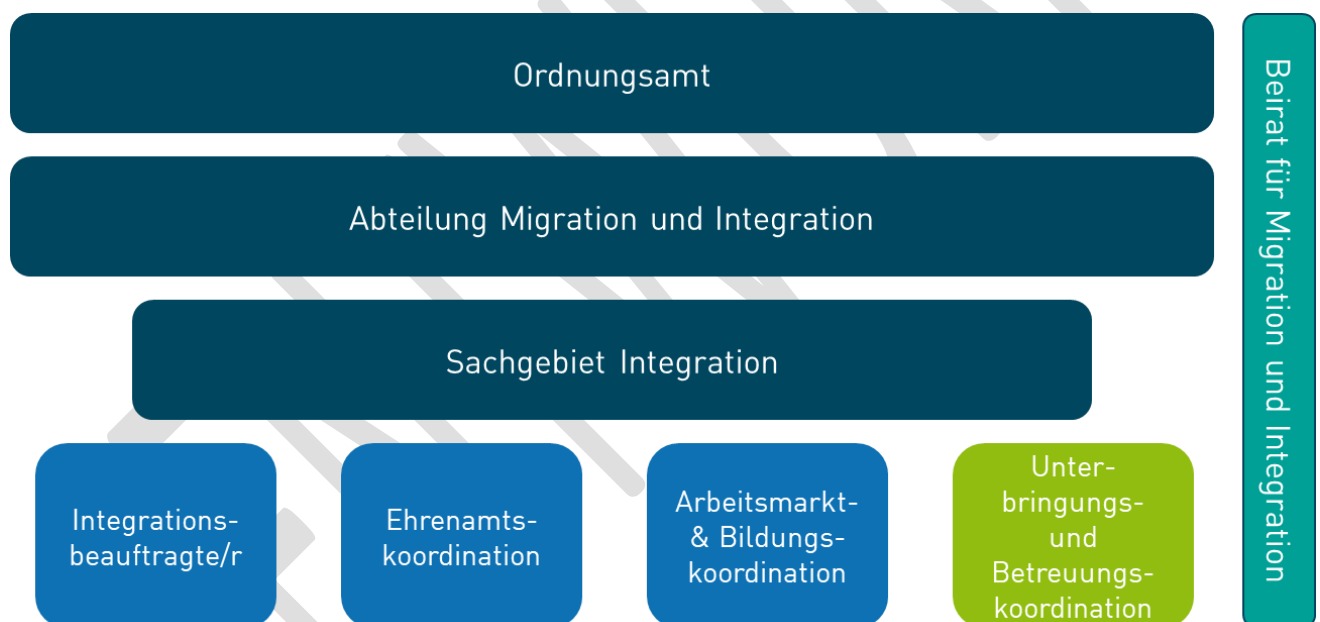 Ordnungsamt
Abteilung Migration und Integration
Sachgebiet Integration
Integrations-
beauftragte/r
Ehrenamts-
koordination
Arbeitsmarkt-
& Bildungs-
koordination
Unter-
bringungs-
und
Betreuungs-
koordination
Beirat für Migration und Integration